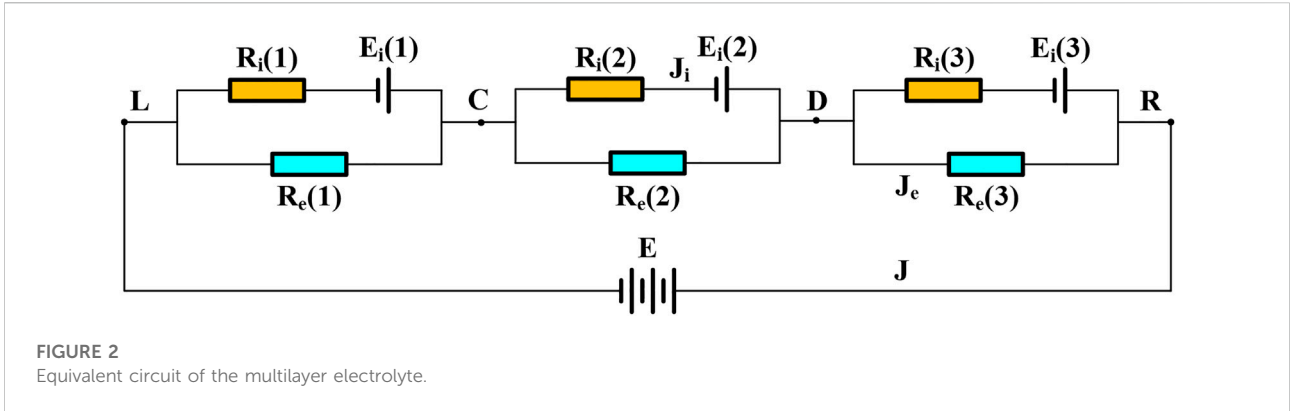 Rᵢ(1) Eᵢ(1) Rᵢ(2) Jᵢ Eᵢ(2) Rᵢ(3) Eᵢ(3)
L C D R
Rₑ(1) Rₑ(2) Jₑ Rₑ(3)
E J
FIGURE 2
Equivalent circuit of the multilayer electrolyte.